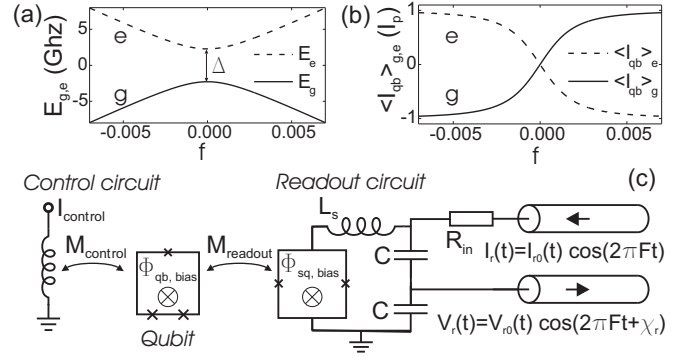 (a)
E_g,e (Ghz)
5
0
-5
e
g
Δ
E_e
E_g
-0.005
0.000
0.005
f
(b)
<I_qb>_g,e (I_p)
1
0
-1
e
g
<I_qb>_e
<I_qb>_g
-0.005
0.000
0.005
f
(c)
Control circuit
I_control
M_control
Φ_qb, bias
Qubit
M_readout
Readout circuit
L_s
Φ_sq, bias
C
C
R_in
I_r(t)=I_r0(t) cos(2πFt)
V_r(t)=V_r0(t) cos(2πFt+χ_r)